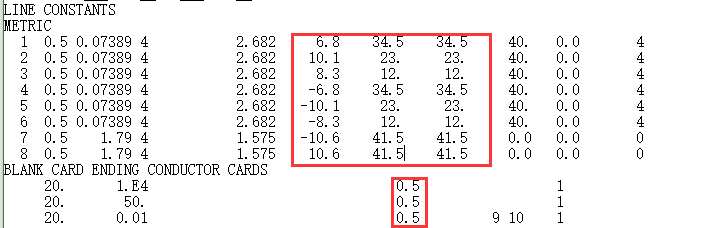 LINE CONSTANTS
METRIC
1 0.5 0.07389 4 2.682 6.8 34.5 34.5 40. 0.0 4
2 0.5 0.07389 4 2.682 10.1 23. 23. 40. 0.0 4
3 0.5 0.07389 4 2.682 8.3 12. 12. 40. 0.0 4
4 0.5 0.07389 4 2.682 -6.8 34.5 34.5 40. 0.0 4
5 0.5 0.07389 4 2.682 -10.1 23. 23. 40. 0.0 4
6 0.5 0.07389 4 2.682 -8.3 12. 12. 40. 0.0 4
7 0.5 1.79 4 1.575 -10.6 41.5 41.5 0.0 0.0 0
8 0.5 1.79 4 1.575 10.6 41.5 41.5 0.0 0.0 0
BLANK CARD ENDING CONDUCTOR CARDS
20. 1.E4 0.5 1
20. 50. 0.5 1
20. 0.01 0.5 9 10 1